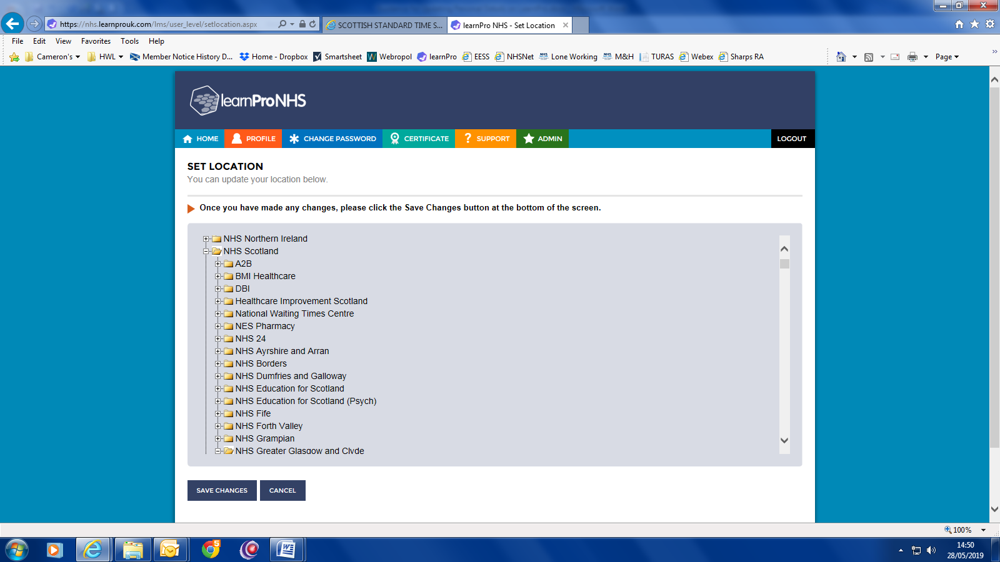 https://nhs.learnprouk.com/lms/user_level/setlocation.aspx
SCOTTISH STANDARD TIME S...
learnPro NHS - Set Location
File Edit View Favorites Tools Help
Cameron's HWL Member Notice History D... Home - Dropbox Smartsheet Webropol learnPro EESS NHSNet Lone Working M&H TURAS Webex Sharps RA Page
learnProNHS
HOME PROFILE CHANGE PASSWORD CERTIFICATE SUPPORT ADMIN LOGOUT
SET LOCATION
You can update your location below.
Once you have made any changes, please click the Save Changes button at the bottom of the screen.
NHS Northern Ireland
NHS Scotland
A2B
BMI Healthcare
DBI
Healthcare Improvement Scotland
National Waiting Times Centre
NES Pharmacy
NHS 24
NHS Ayrshire and Arran
NHS Borders
NHS Dumfries and Galloway
NHS Education for Scotland
NHS Education for Scotland (Psych)
NHS Fife
NHS Forth Valley
NHS Grampian
NHS Greater Glasgow and Clyde
SAVE CHANGES CANCEL
100%
5
14:50
28/05/2019